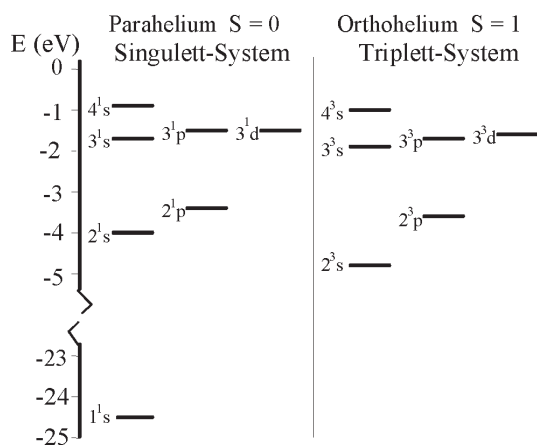 Parahelium S = 0
Orthohelium S = 1
E (eV)
Singulett-System
Triplett-System
0
-1
4¹s
4³s
3¹s
3¹p
3¹d
3³s
3³p
3³d
-2
-3
2¹p
2³p
-4
2¹s
2³s
-5
-23
-24
1¹s
-25